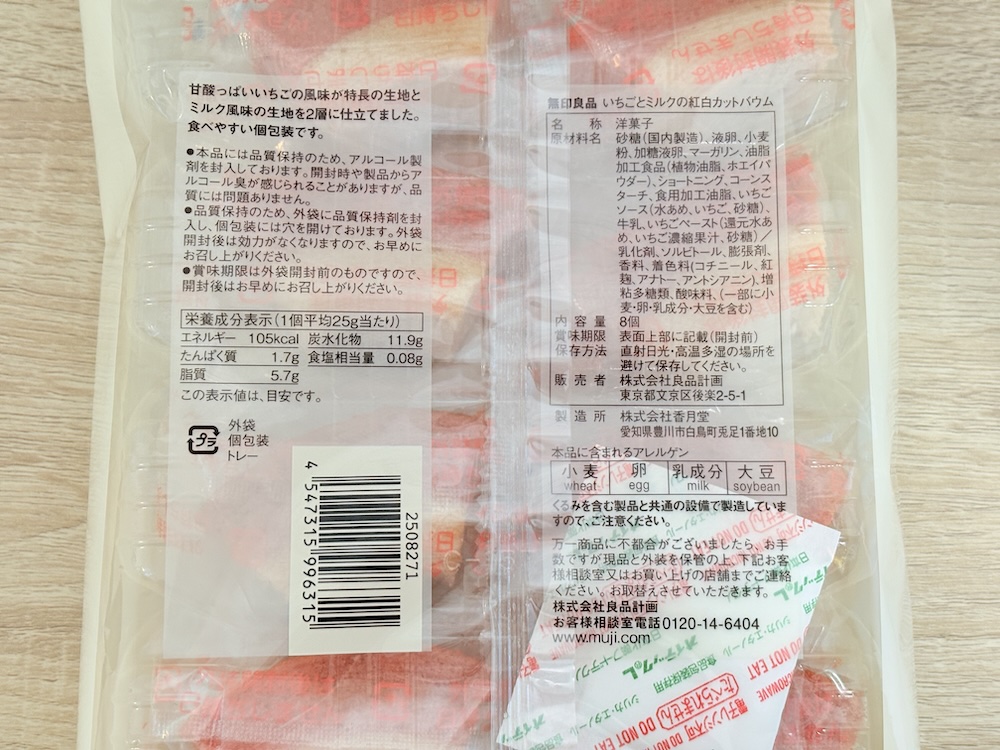 甘酸っぱいいちごの風味が特長の生地と
ミルク風味の生地を2層に仕立てました。
食べやすい個包装です。
●本品には品質保持のため、アルコール製
剤を封入しております。開封時や製品からア
ルコール臭が感じられることがありますが、品
質には問題ありません。
●品質保持のため、外袋に品質保持剤を封
入し、個包装には穴を開けております。外袋
開封後は効力がなくなりますので、お早めに
お召し上がりください。
●賞味期限は外袋開封前のものですので、
開封後はお早めにお召し上がりください。
栄養成分表示(1個平均25g当たり)
エネルギー 105kcal 炭水化物 11.9g
たんぱく質 1.7g 食塩相当量 0.08g
脂質 5.7g
この表示値は、目安です。
プラ
外袋
個包装
トレー
4 547315 996315
2508271
無印良品 いちごとミルクの紅白カットバウム
名称 洋菓子
原材料名 砂糖(国内製造)、液卵、小麦
粉、加糖液卵、マーガリン、油脂
加工食品(植物油脂、ホエイパ
ウダー)、ショートニング、コーンス
ターチ、食用加工油脂、いちご
ソース(水あめ、いちご、砂糖)、
牛乳、いちごペースト(還元水あ
め、いちご濃縮果汁、砂糖)/
乳化剤、ソルビトール、膨張剤、
香料、着色料(コチニール、紅
麹、アナトー、アントシアニン)、増
粘多糖類、酸味料、(一部に小
麦・卵・乳成分・大豆を含む)
内容量 8個
賞味期限 表面上部に記載(開封前)
保存方法 直射日光・高温多湿の場所を
避けて保存してください。
販売者 株式会社良品計画
東京都文京区後楽2-5-1
製造所 株式会社香月堂
愛知県豊川市白鳥町兎足1番地10
本品に含まれるアレルゲン
小麦 卵 乳成分 大豆
wheat egg milk soybean
くるみを含む製品と共通の設備で製造していま
すので、ご注意ください。
万一商品に不都合がございましたら、お手
数ですが現品と外装を保管の上、下記お客
様相談室又はお買い上げの店舗までご連絡
ください。お取替えさせていただきます。
株式会社良品計画
お客様相談室電話0120-14-6404
www.muji.com
DO NOT EAT
食品包装保存用
シリカ・エタノール
たべられません
電子レンジ不可
DO NOT EAT